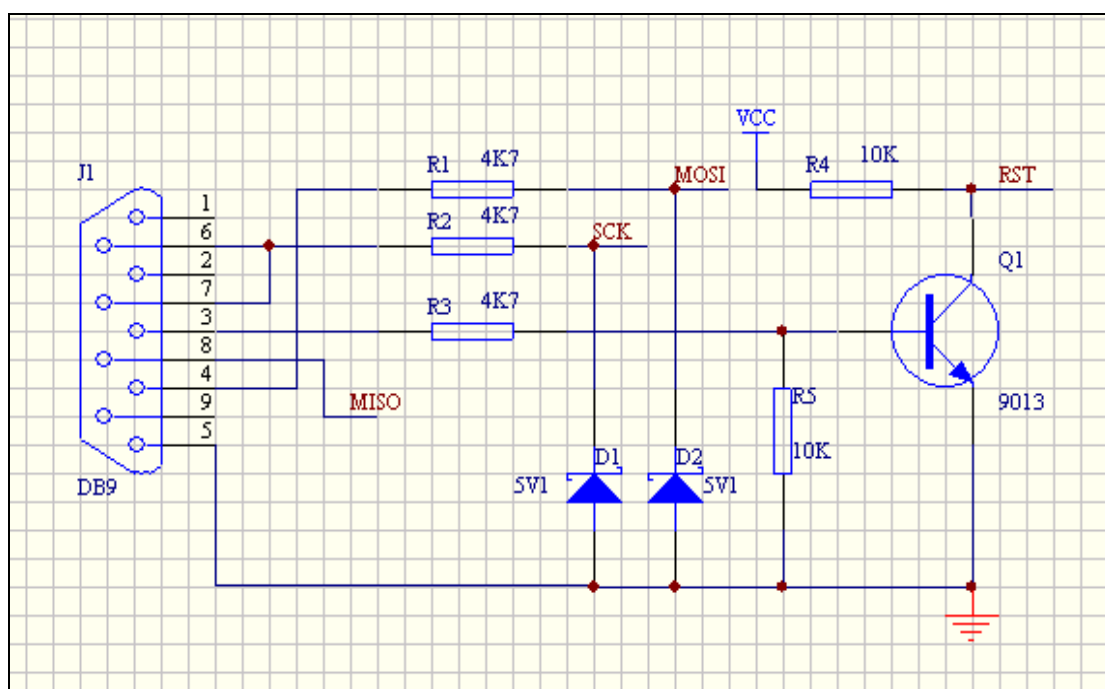 VCC
J1
R1 4K7
MOSI
R4 10K
RST
1
6
R2 4K7
SCK
2
7
Q1
3
R3 4K7
8
4
MISO
R5
9013
9
5
DB9
D1
D2
10K
5V1
5V1